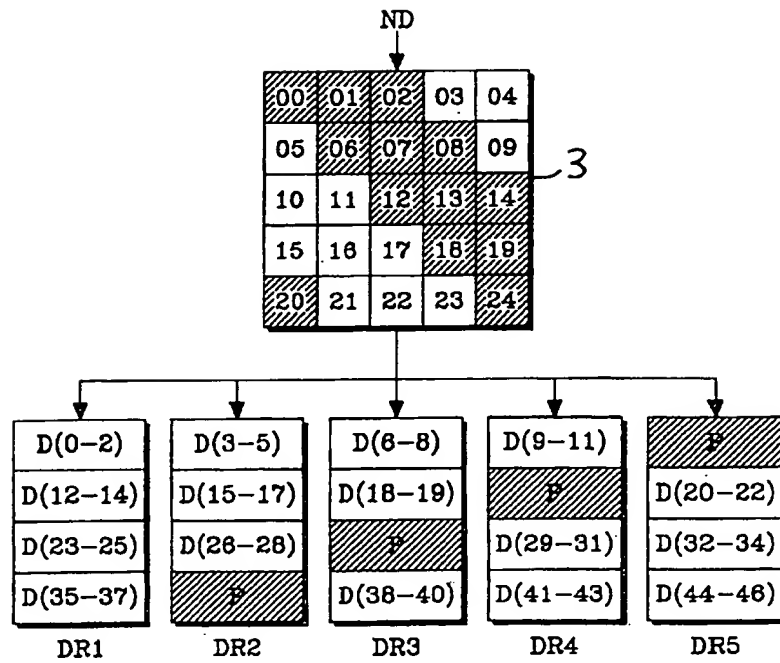 ND
00 01 02 03 04
05 06 07 08 09
10 11 12 13 14
15 16 17 18 19
20 21 22 23 24
3
D(0-2) D(3-5) D(6-8) D(9-11) P
D(12-14) D(15-17) D(18-19) P D(20-22)
D(23-25) D(26-28) P D(29-31) D(32-34)
D(35-37) P D(38-40) D(41-43) D(44-46)
DR1 DR2 DR3 DR4 DR5